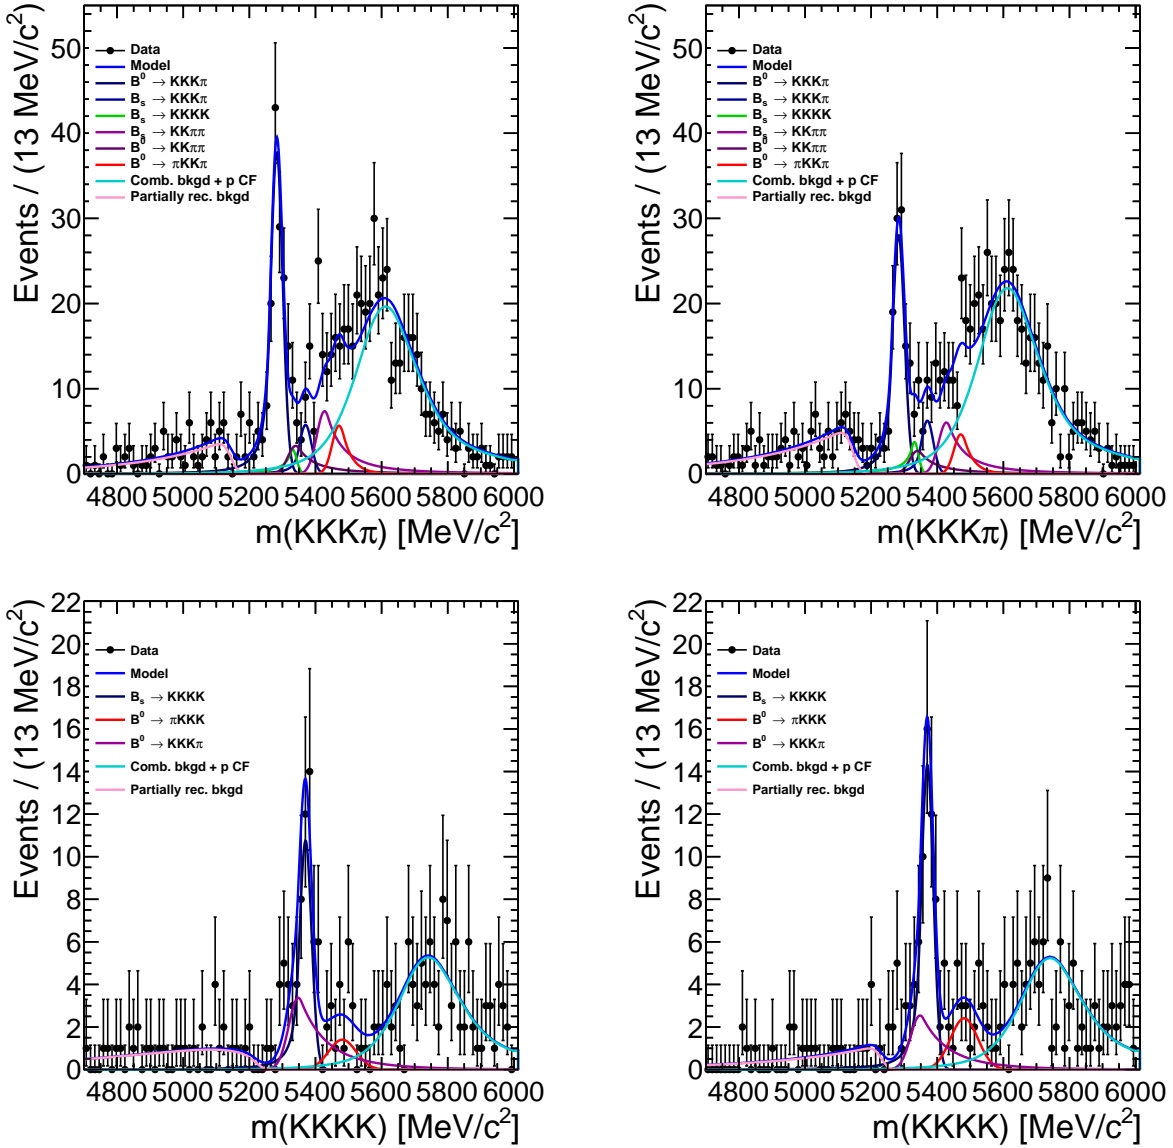 Events / (13 MeV/c²)
50
40
30
20
10
0
Data
Model
B⁰ → KKKπ
Bₛ → KKKπ
Bₛ → KKKK
Bₛ → KKππ
B⁰ → KKππ
B⁰ → πKKπ
Comb. bkgd + p CF
Partially rec. bkgd
4800 5000 5200 5400 5600 5800 6000
m(KKKπ) [MeV/c²]
Events / (13 MeV/c²)
50
40
30
20
10
0
Data
Model
B⁰ → KKKπ
Bₛ → KKKπ
Bₛ → KKKK
Bₛ → KKππ
B⁰ → KKππ
B⁰ → πKKπ
Comb. bkgd + p CF
Partially rec. bkgd
4800 5000 5200 5400 5600 5800 6000
m(KKKπ) [MeV/c²]
Events / (13 MeV/c²)
22
20
18
16
14
12
10
8
6
4
2
0
Data
Model
Bₛ → KKKK
B⁰ → πKKK
B⁰ → KKKπ
Comb. bkgd + p CF
Partially rec. bkgd
4800 5000 5200 5400 5600 5800 6000
m(KKKK) [MeV/c²]
Events / (13 MeV/c²)
22
20
18
16
14
12
10
8
6
4
2
0
Data
Model
Bₛ → KKKK
B⁰ → πKKK
B⁰ → KKKπ
Comb. bkgd + p CF
Partially rec. bkgd
4800 5000 5200 5400 5600 5800 6000
m(KKKK) [MeV/c²]